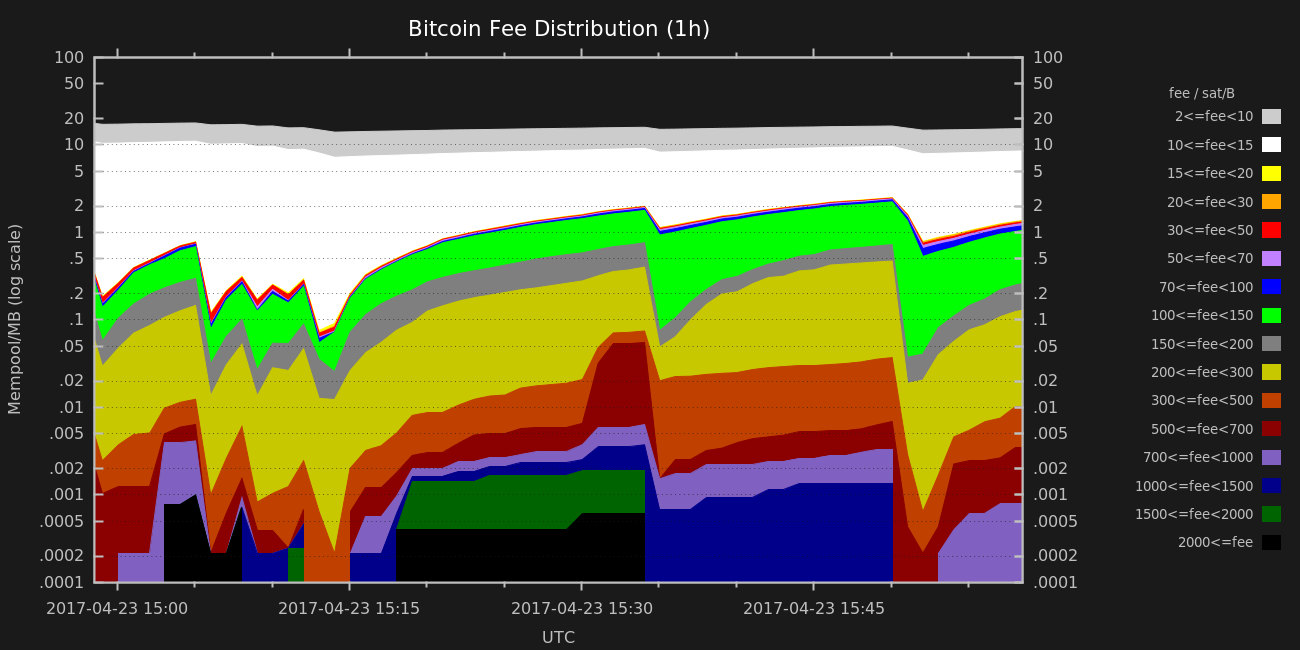 Bitcoin Fee Distribution (1h)
Mempool/MB (log scale)
100
50
20
10
5
2
1
.5
.2
.1
.05
.02
.01
.005
.002
.001
.0005
.0002
.0001
100
50
20
10
5
2
1
.5
.2
.1
.05
.02
.01
.005
.002
.001
.0005
.0002
.0001
2017-04-23 15:00 2017-04-23 15:15 2017-04-23 15:30 2017-04-23 15:45
UTC
fee / sat/B
2<=fee<10
10<=fee<15
15<=fee<20
20<=fee<30
30<=fee<50
50<=fee<70
70<=fee<100
100<=fee<150
150<=fee<200
200<=fee<300
300<=fee<500
500<=fee<700
700<=fee<1000
1000<=fee<1500
1500<=fee<2000
2000<=fee